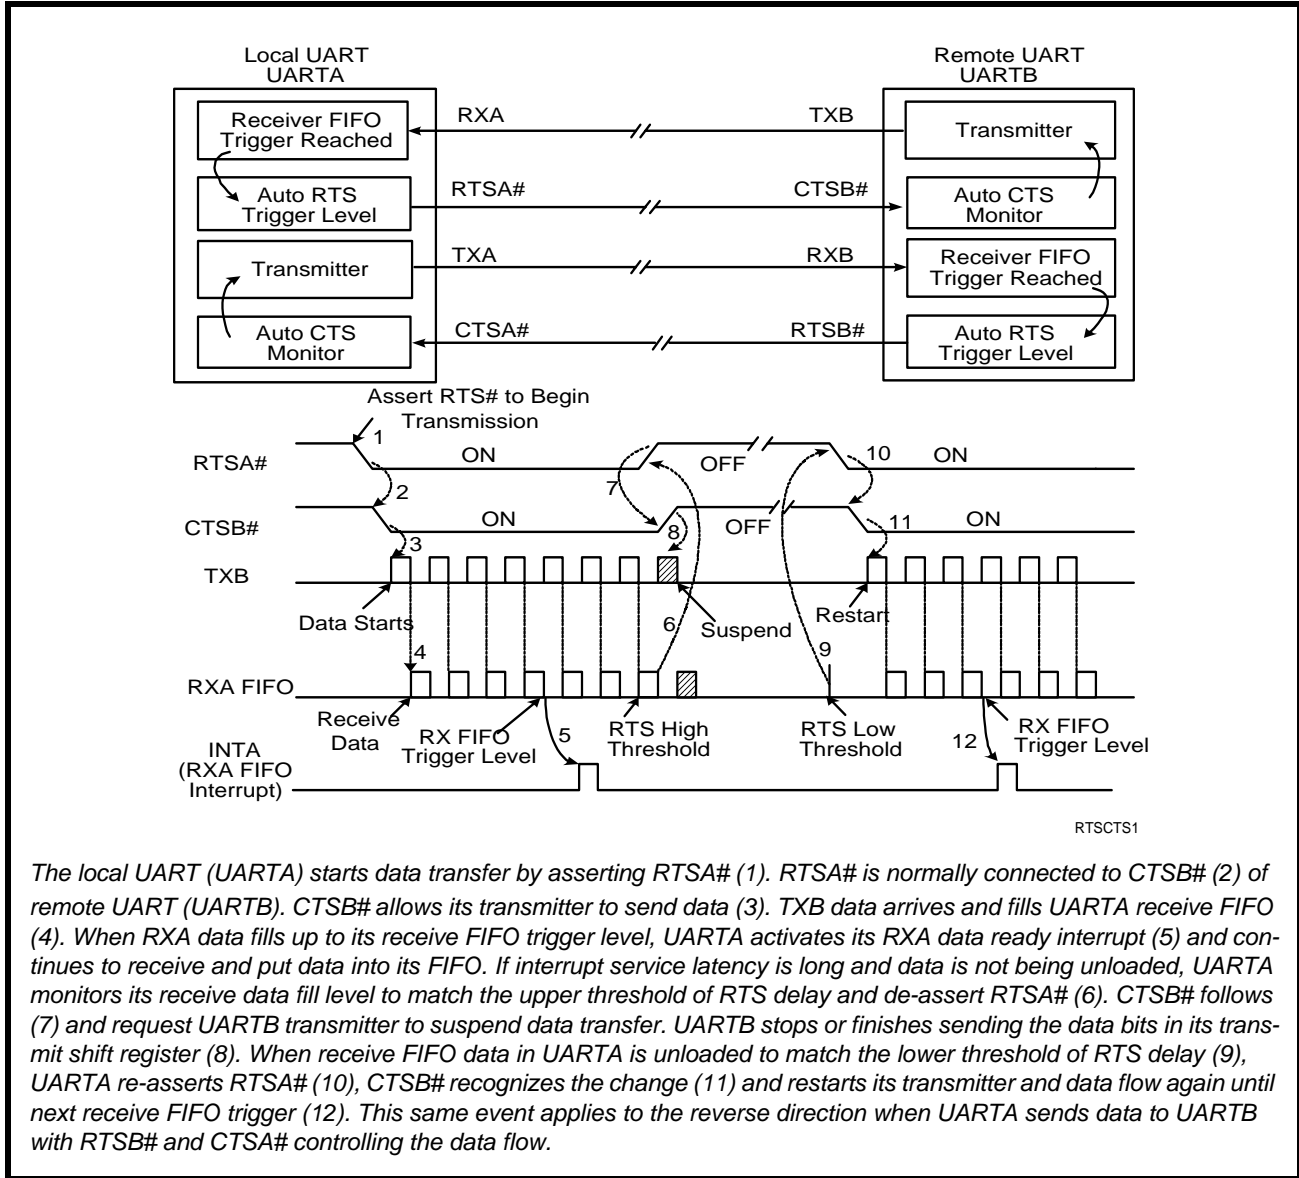 Local UART
UARTA
Remote UART
UARTB
Receiver FIFO
Trigger Reached
RXA
TXB
Transmitter
Auto RTS
Trigger Level
RTSA#
CTSB#
Auto CTS
Monitor
Transmitter
TXA
RXB
Receiver FIFO
Trigger Reached
Auto CTS
Monitor
CTSA#
RTSB#
Auto RTS
Trigger Level
Assert RTS# to Begin
Transmission
1
RTSA#
ON
OFF
10
ON
2
7
CTSB#
ON
8
OFF
11
ON
3
TXB
Data Starts
6
Suspend
Restart
4
9
RXA FIFO
Receive
Data
RX FIFO
Trigger Level
5
RTS High
Threshold
RTS Low
Threshold
12
RX FIFO
Trigger Level
INTA
(RXA FIFO
Interrupt)
RTSCTS1
The local UART (UARTA) starts data transfer by asserting RTSA# (1). RTSA# is normally connected to CTSB# (2) of
remote UART (UARTB). CTSB# allows its transmitter to send data (3). TXB data arrives and fills UARTA receive FIFO
(4). When RXA data fills up to its receive FIFO trigger level, UARTA activates its RXA data ready interrupt (5) and con-
tinues to receive and put data into its FIFO. If interrupt service latency is long and data is not being unloaded, UARTA
monitors its receive data fill level to match the upper threshold of RTS delay and de-assert RTSA# (6). CTSB# follows
(7) and request UARTB transmitter to suspend data transfer. UARTB stops or finishes sending the data bits in its trans-
mit shift register (8). When receive FIFO data in UARTA is unloaded to match the lower threshold of RTS delay (9),
UARTA re-asserts RTSA# (10), CTSB# recognizes the change (11) and restarts its transmitter and data flow again until
next receive FIFO trigger (12). This same event applies to the reverse direction when UARTA sends data to UARTB
with RTSB# and CTSA# controlling the data flow.